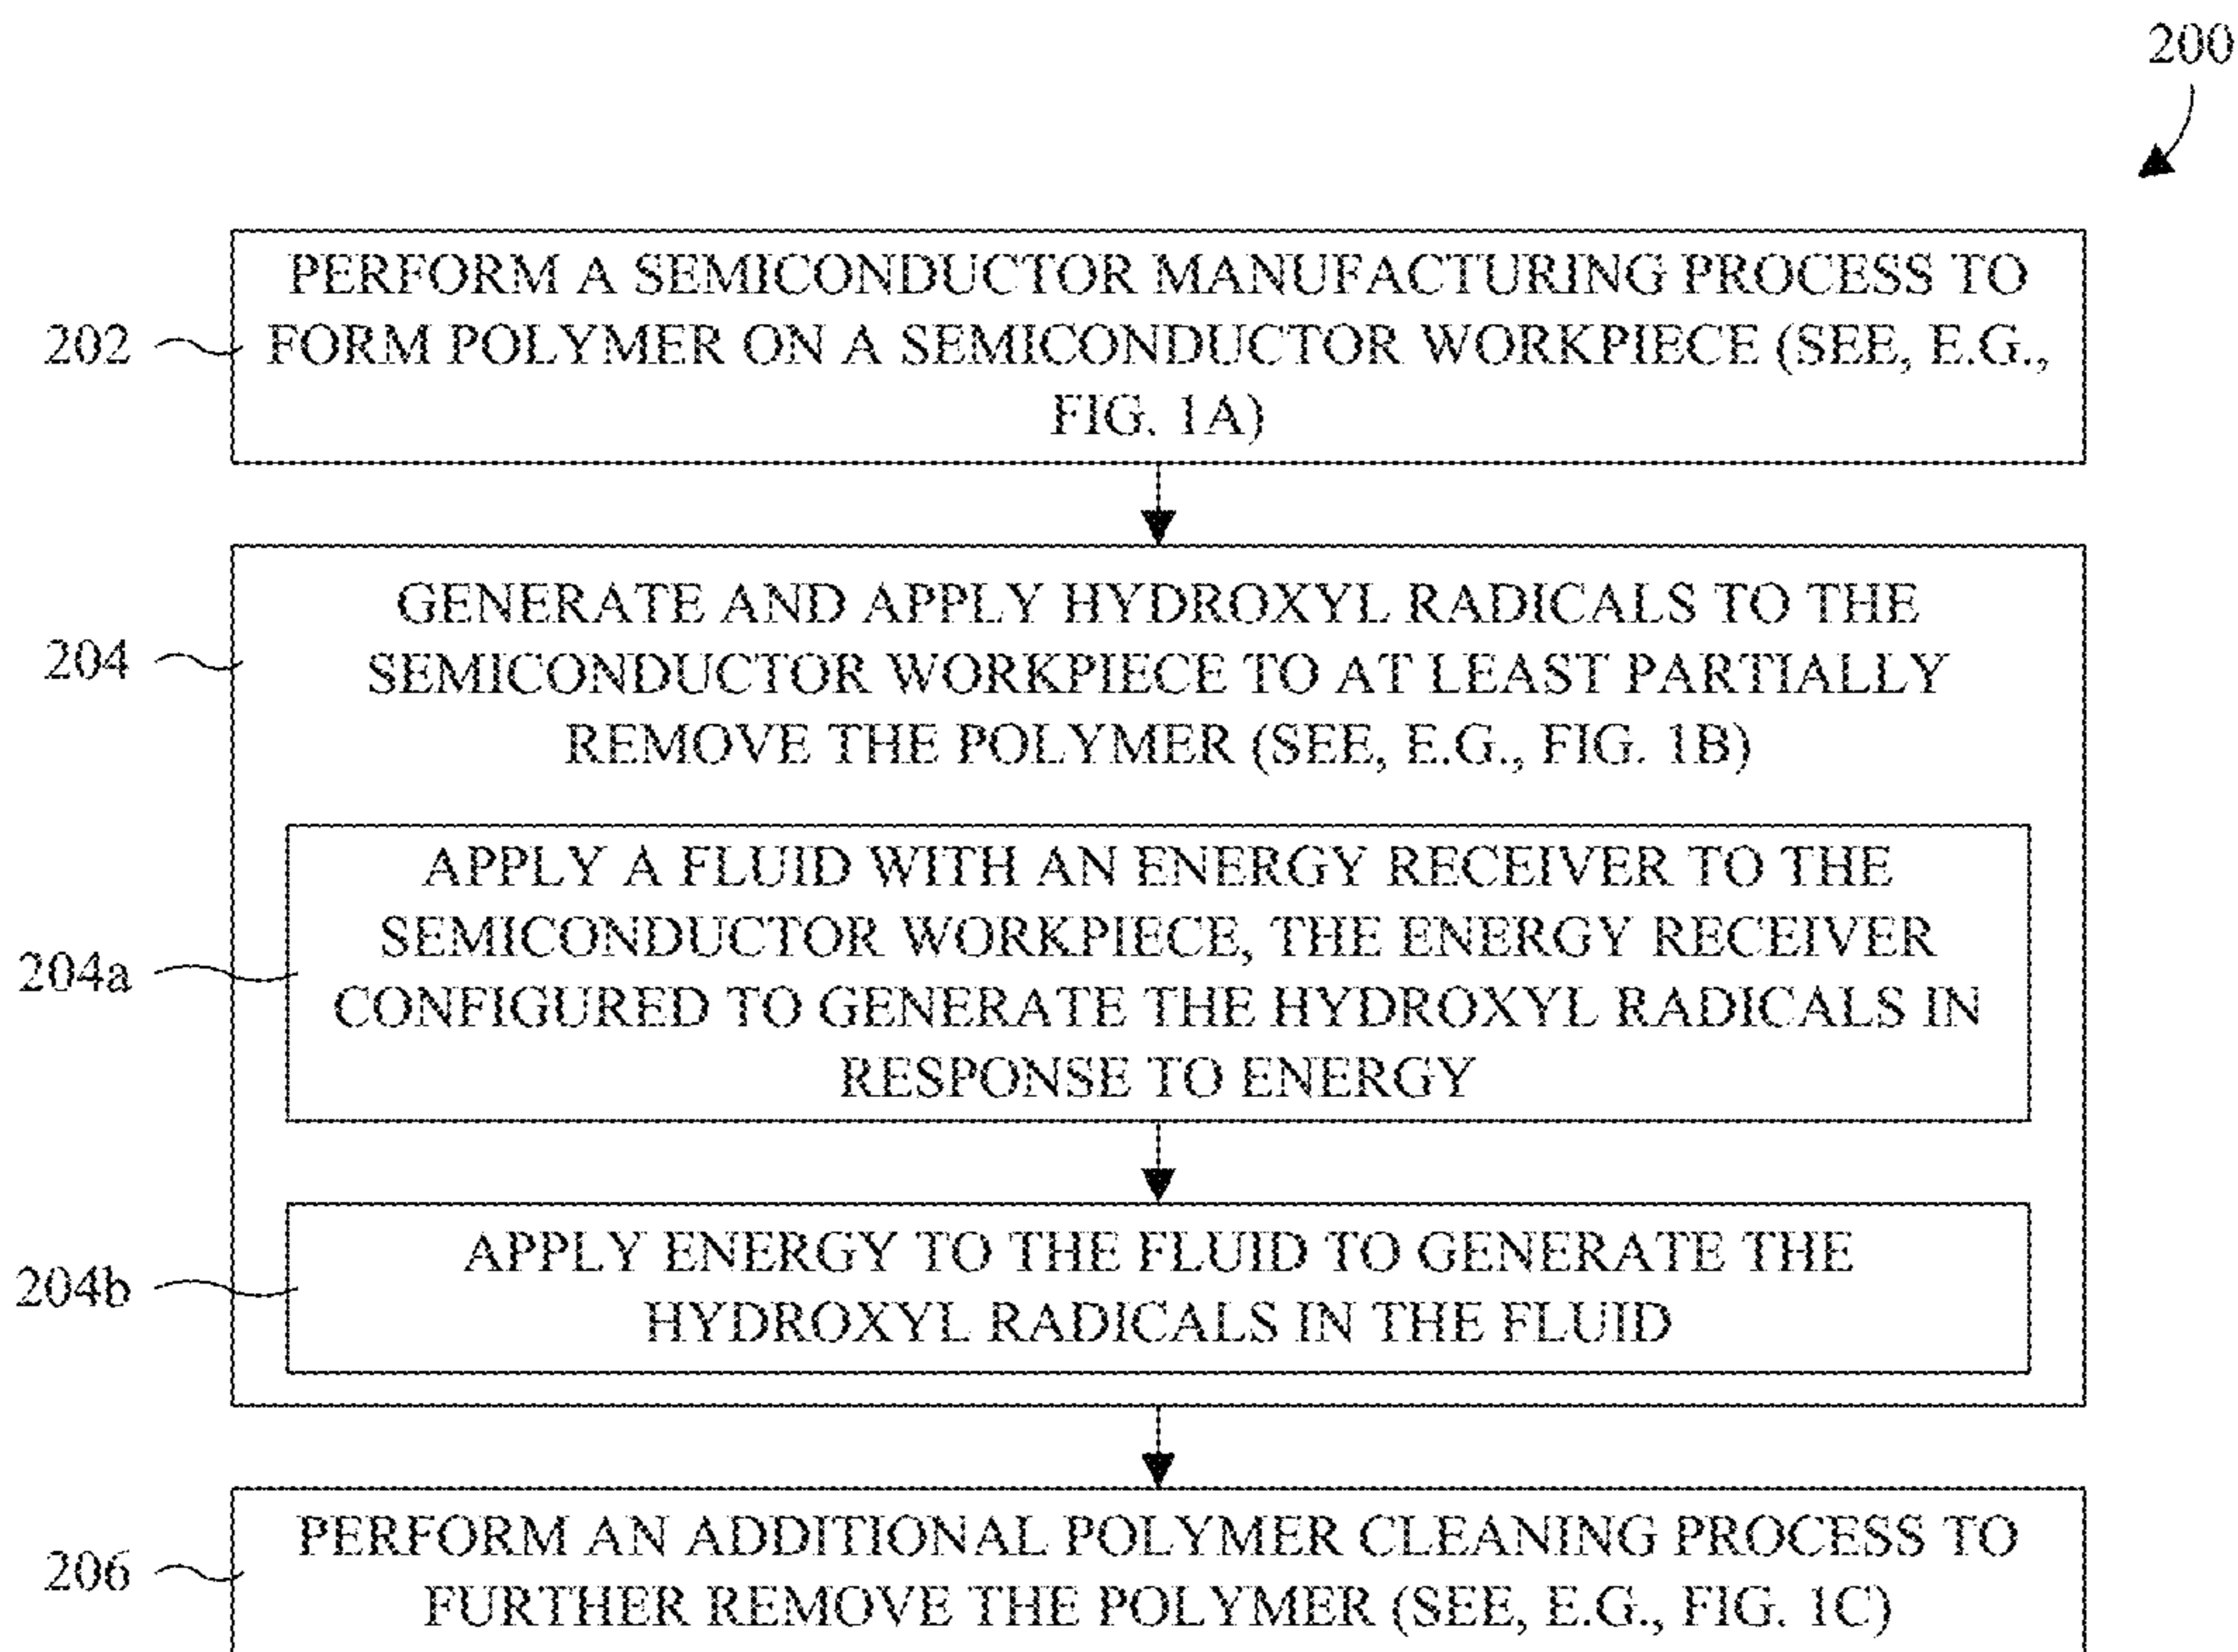 200
PERFORM A SEMICONDUCTOR MANUFACTURING PROCESS TO
202 FORM POLYMER ON A SEMICONDUCTOR WORKPIECE (SEE, E.G.,
FIG. 1A)
GENERATE AND APPLY HYDROXYL RADICALS TO THE
204 SEMICONDUCTOR WORKPIECE TO AT LEAST PARTIALLY
REMOVE THE POLYMER (SEE, E.G., FIG. 1B)
APPLY A FLUID WITH AN ENERGY RECEIVER TO THE
SEMICONDUCTOR WORKPIECE, THE ENERGY RECEIVER
204a CONFIGURED TO GENERATE THE HYDROXYL RADICALS IN
RESPONSE TO ENERGY
204b APPLY ENERGY TO THE FLUID TO GENERATE THE
HYDROXYL RADICALS IN THE FLUID
206 PERFORM AN ADDITIONAL POLYMER CLEANING PROCESS TO
FURTHER REMOVE THE POLYMER (SEE, E.G., FIG. 1C)